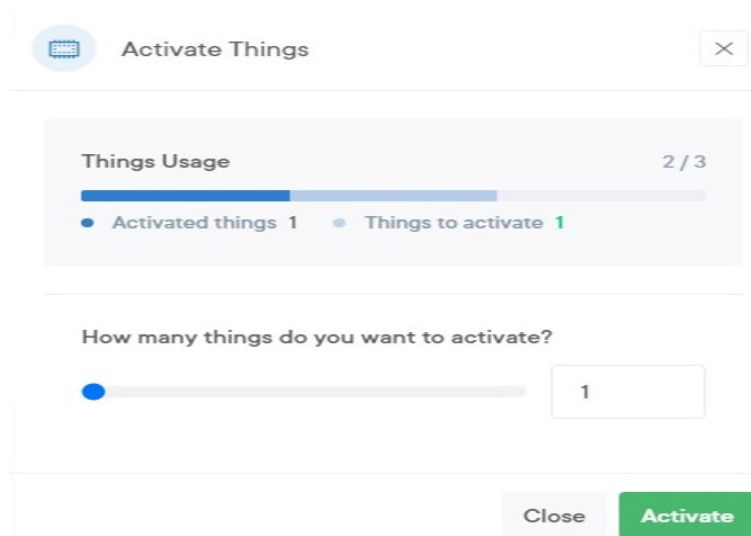 Activate Things
Things Usage 2 / 3
Activated things 1 Things to activate 1
How many things do you want to activate?
1
Close Activate